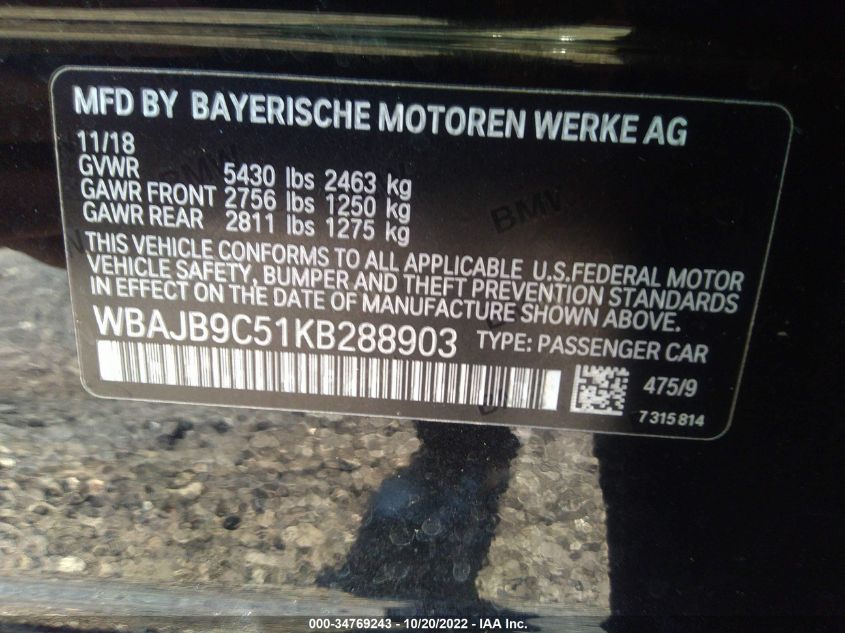 MFD BY BAYERISCHE MOTOREN WERKE AG
11/18
GVWR 5430 lbs 2463 kg
GAWR FRONT 2756 lbs 1250 kg
GAWR REAR 2811 lbs 1275 kg
THIS VEHICLE CONFORMS TO ALL APPLICABLE U.S.FEDERAL MOTOR
VEHICLE SAFETY, BUMPER AND THEFT PREVENTION STANDARDS
IN EFFECT ON THE DATE OF MANUFACTURE SHOWN ABOVE.
WBAJB9C51KB288903 TYPE: PASSENGER CAR
475/9
7 315 814
BMW
000-34769243 - 10/20/2022 - IAA Inc.